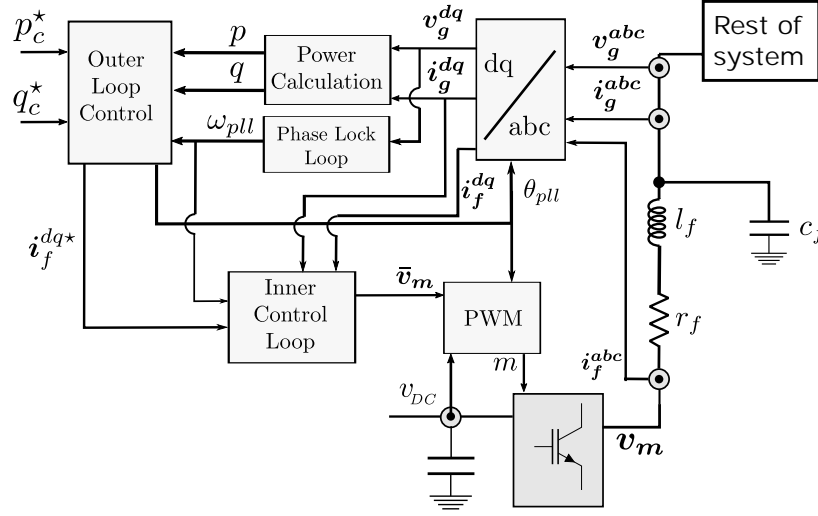 p_c^⋆
q_c^⋆
Outer
Loop
Control
p
q
Power
Calculation
ω_pll
Phase Lock
Loop
v_g^dq
i_g^dq
dq
abc
v_g^abc
i_g^abc
Rest of
system
i_f^dq
θ_pll
i_f^dq⋆
l_f
c_f
r_f
Inner
Control
Loop
v̄_m
PWM
m
i_f^abc
v_DC
v_m